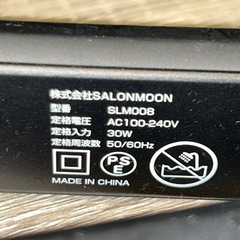 株式会社SALONMOON
型番 SLM008
定格電圧 AC100-240V
定格入力 30W
定格周波数 50/60Hz
PSE
MADE IN CHINA